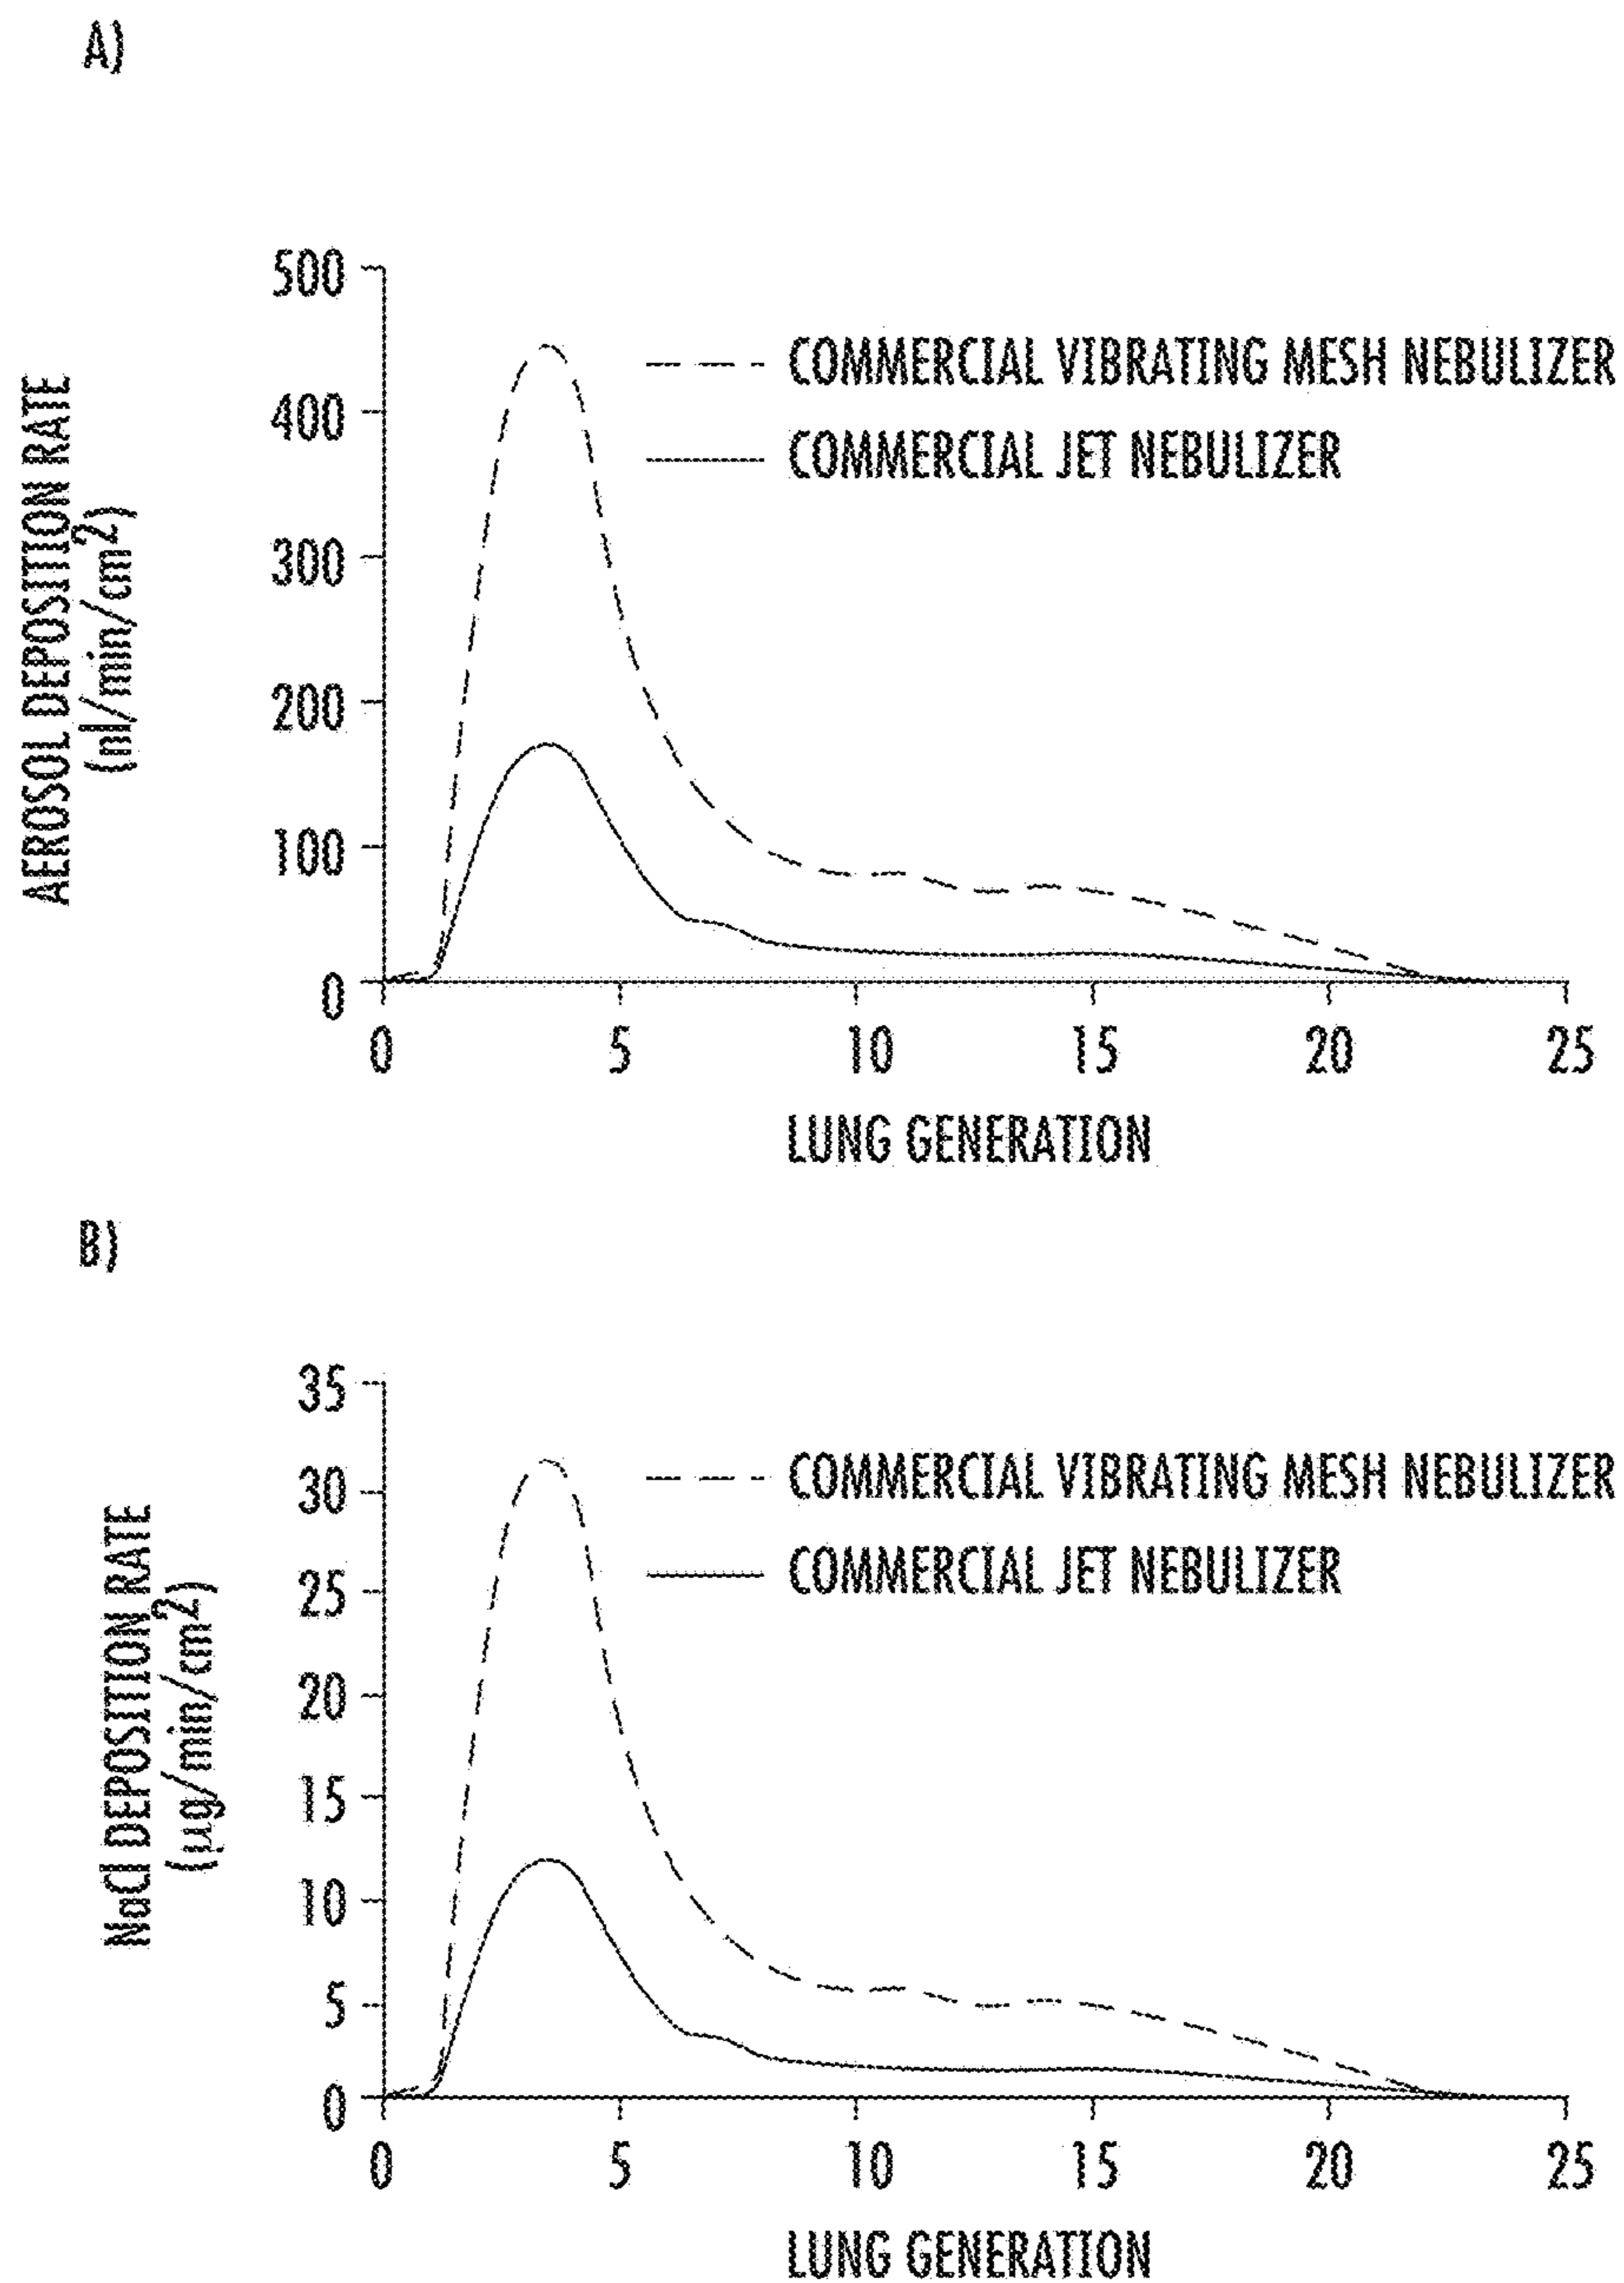 A)
500
400
300
200
100
0
AEROSOL DEPOSITION RATE
(nl/min/cm²)
COMMERCIAL VIBRATING MESH NEBULIZER
COMMERCIAL JET NEBULIZER
0 5 10 15 20 25
LUNG GENERATION
B)
35
30
25
20
15
10
5
0
NaCl DEPOSITION RATE
(µg/min/cm²)
COMMERCIAL VIBRATING MESH NEBULIZER
COMMERCIAL JET NEBULIZER
0 5 10 15 20 25
LUNG GENERATION